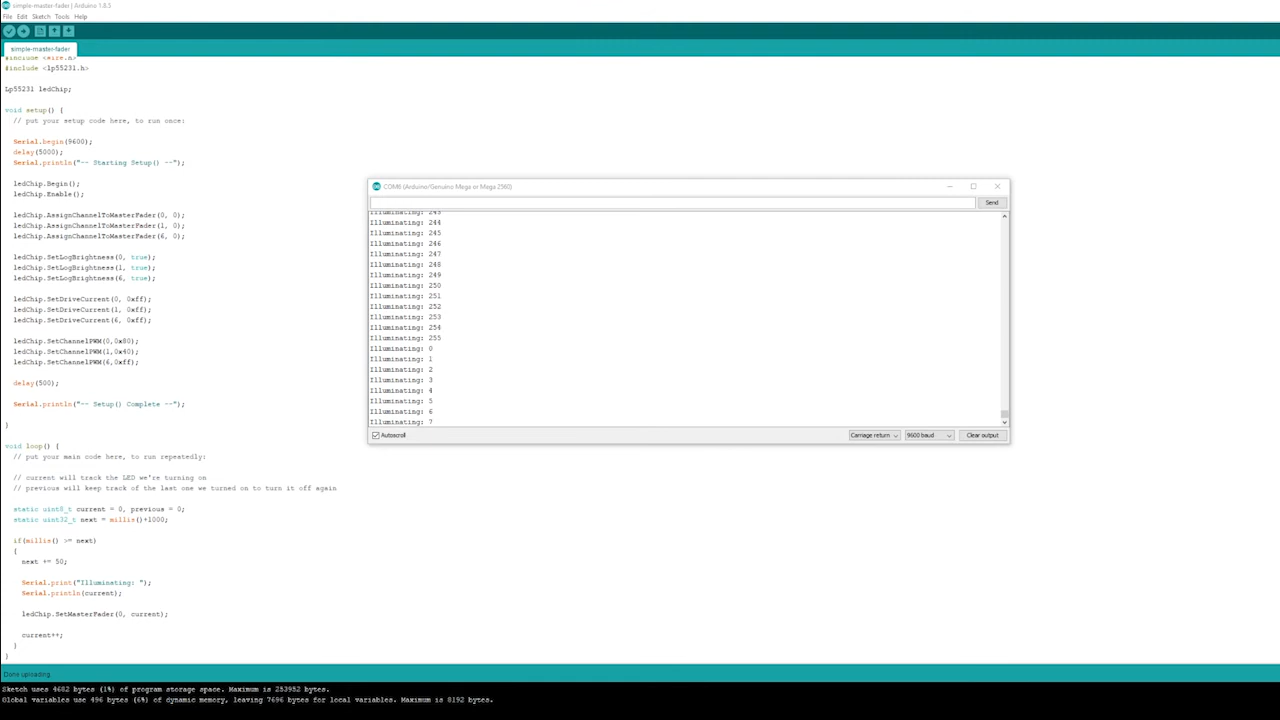 simple-master-fader | Arduino 1.8.5
File Edit Sketch Tools Help
simple-master-fader
#include <Wire.h>
#include <lp55231.h>
Lp55231 ledChip;
void setup() {
// put your setup code here, to run once:
Serial.begin(9600);
delay(5000);
Serial.println("-- Starting Setup() --");
ledChip.Begin();
ledChip.Enable();
ledChip.AssignChannelToMasterFader(0, 0);
ledChip.AssignChannelToMasterFader(1, 0);
ledChip.AssignChannelToMasterFader(6, 0);
ledChip.SetLogBrightness(0, true);
ledChip.SetLogBrightness(1, true);
ledChip.SetLogBrightness(6, true);
ledChip.SetDriveCurrent(0, 0xff);
ledChip.SetDriveCurrent(1, 0xff);
ledChip.SetDriveCurrent(6, 0xff);
ledChip.SetChannelPWM(0,0x80);
ledChip.SetChannelPWM(1,0x40);
ledChip.SetChannelPWM(6,0xff);
delay(500);
Serial.println("-- Setup() Complete --");
}
void loop() {
// put your main code here, to run repeatedly:
// current will track the LED we're turning on
// previous will keep track of the last one we turned on to turn it off again
static uint8_t current = 0, previous = 0;
static uint32_t next = millis()+1000;
if(millis() >= next)
{
next += 50;
Serial.print("Illuminating: ");
Serial.println(current);
ledChip.SetMasterFader(0, current);
current++;
}
}
COM6 (Arduino/Genuino Mega or Mega 2560)
Send
Illuminating: 243
Illuminating: 244
Illuminating: 245
Illuminating: 246
Illuminating: 247
Illuminating: 248
Illuminating: 249
Illuminating: 250
Illuminating: 251
Illuminating: 252
Illuminating: 253
Illuminating: 254
Illuminating: 255
Illuminating: 0
Illuminating: 1
Illuminating: 2
Illuminating: 3
Illuminating: 4
Illuminating: 5
Illuminating: 6
Illuminating: 7
Autoscroll
Carriage return
9600 baud
Clear output
Done uploading.
Sketch uses 4682 bytes (1%) of program storage space. Maximum is 253952 bytes.
Global variables use 496 bytes (6%) of dynamic memory, leaving 7696 bytes for local variables. Maximum is 8192 bytes.